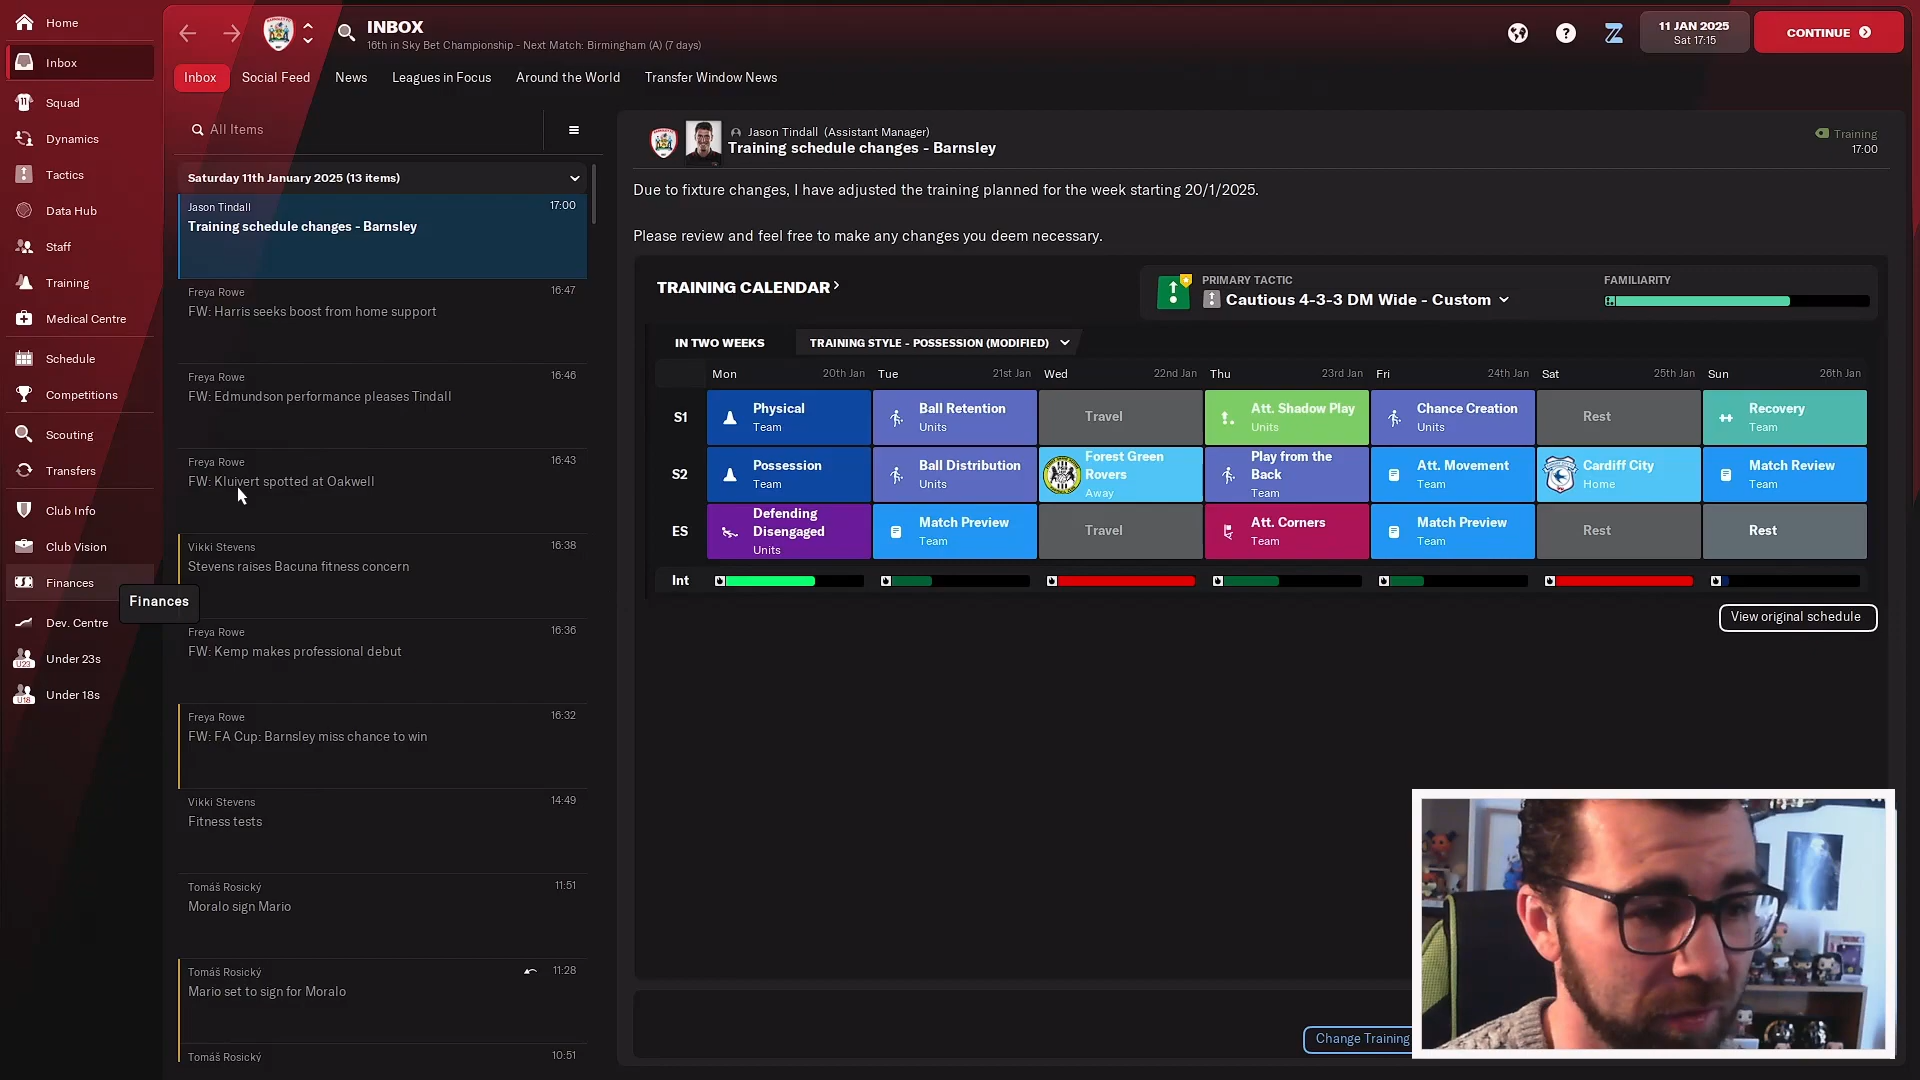 Home
Inbox
Squad
Dynamics
Tactics
Data Hub
Staff
Training
Medical Centre
Schedule
Competitions
Scouting
Transfers
Club Info
Club Vision
Finances
Finances
Dev. Centre
U23
Under 23s
U18
Under 18s
INBOX
16th in Sky Bet Championship - Next Match: Birmingham (A) (7 days)
11 JAN 2025
Sat 17:15
CONTINUE
Inbox Social Feed News Leagues in Focus Around the World Transfer Window News
All Items
Saturday 11th January 2025 (13 items)
Jason Tindall 17:00
Training schedule changes - Barnsley
Freya Rowe 16:47
FW: Harris seeks boost from home support
Freya Rowe 16:46
FW: Edmundson performance pleases Tindall
Freya Rowe 16:43
FW: Kluivert spotted at Oakwell
Vikki Stevens 16:38
Stevens raises Bacuna fitness concern
Freya Rowe 16:36
FW: Kemp makes professional debut
Freya Rowe 16:32
FW: FA Cup: Barnsley miss chance to win
Vikki Stevens 14:49
Fitness tests
Tomáš Rosický 11:51
Moralo sign Mario
Tomáš Rosický 11:28
Mario set to sign for Moralo
Tomáš Rosický 10:51
Jason Tindall (Assistant Manager)
Training schedule changes - Barnsley
Training
17:00
Due to fixture changes, I have adjusted the training planned for the week starting 20/1/2025.
Please review and feel free to make any changes you deem necessary.
TRAINING CALENDAR
PRIMARY TACTIC
Cautious 4-3-3 DM Wide - Custom
FAMILIARITY
IN TWO WEEKS
TRAINING STYLE - POSSESSION (MODIFIED)
Mon 20th Jan Tue 21st Jan Wed 22nd Jan Thu 23rd Jan Fri 24th Jan Sat 25th Jan Sun 26th Jan
S1
Physical
Team
Ball Retention
Units
Travel
Att. Shadow Play
Units
Chance Creation
Units
Rest
Recovery
Team
S2
Possession
Team
Ball Distribution
Units
Forest Green
Rovers
Away
Play from the
Back
Team
Att. Movement
Team
Cardiff City
Home
Match Review
Team
ES
Defending
Disengaged
Units
Match Preview
Team
Travel
Att. Corners
Team
Match Preview
Team
Rest
Rest
Int
View original schedule
Change Training